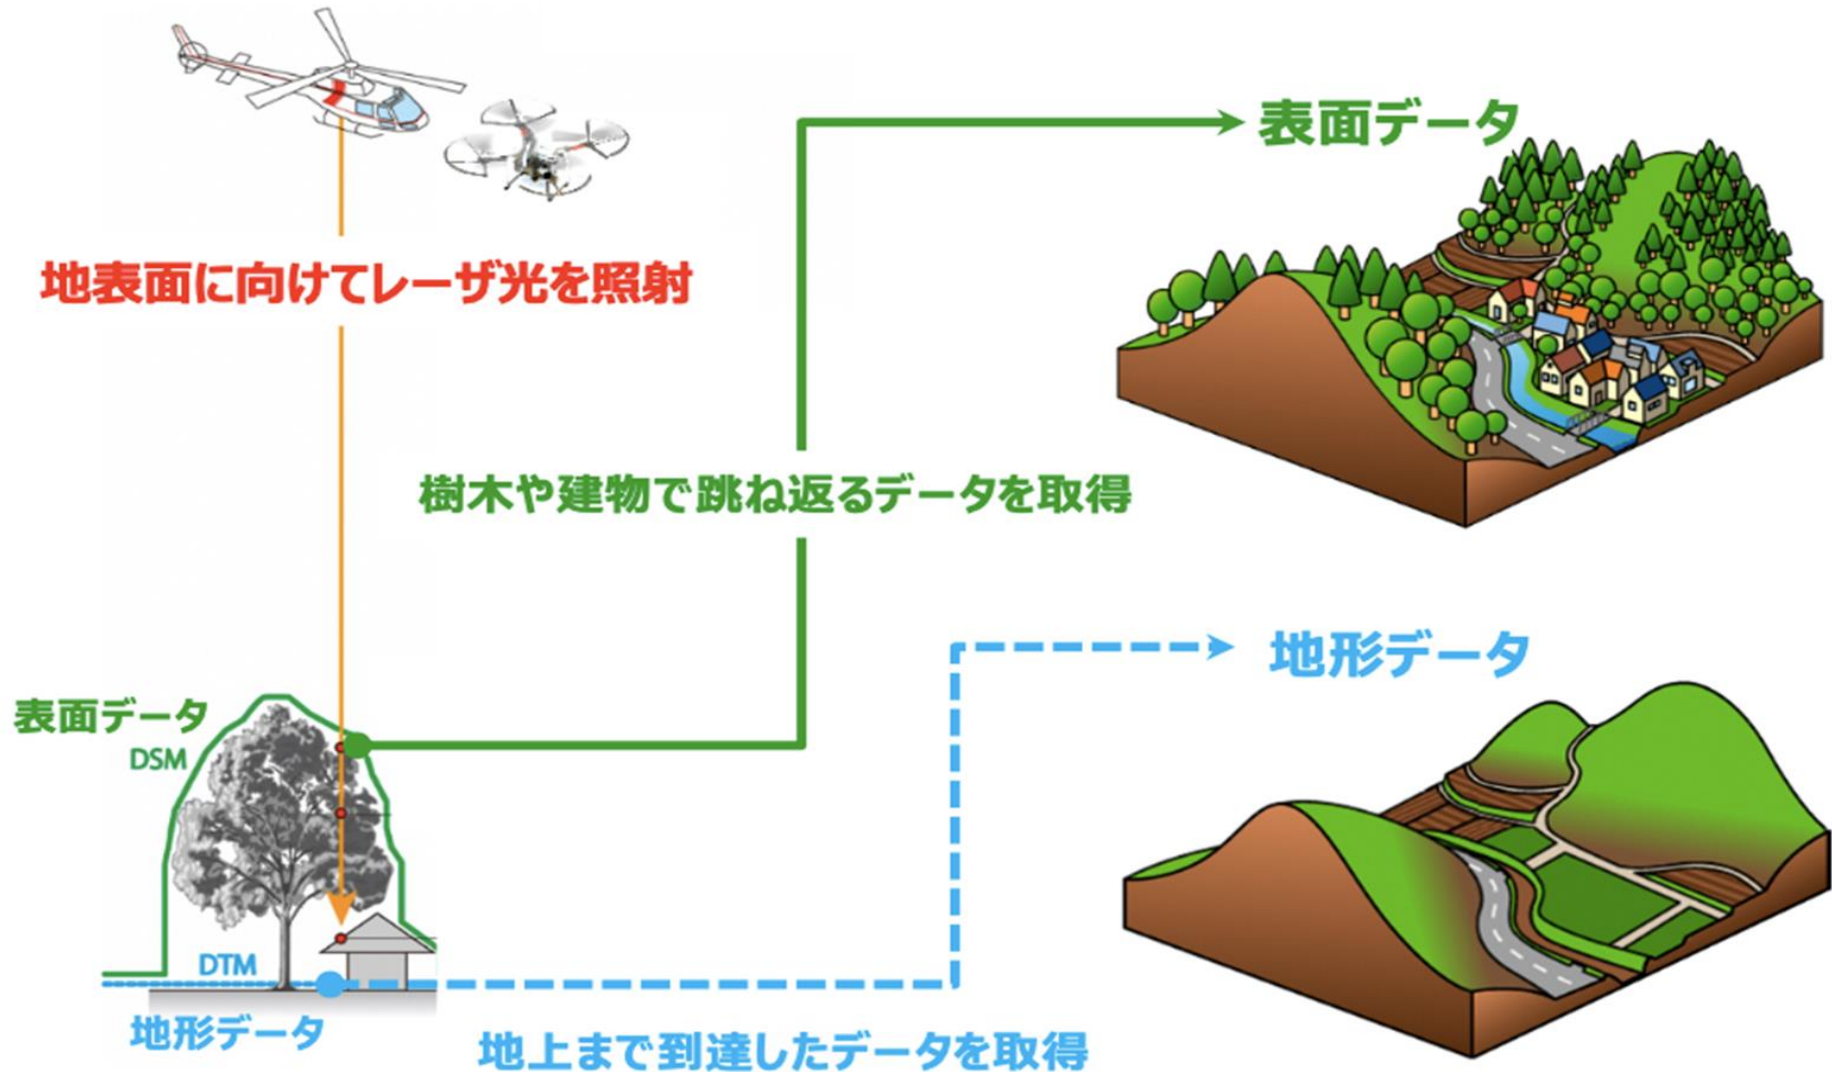 表面データ
地表面に向けてレーザ光を照射
樹木や建物で跳ね返るデータを取得
地形データ
表面データ
DSM
DTM
地形データ
地上まで到達したデータを取得